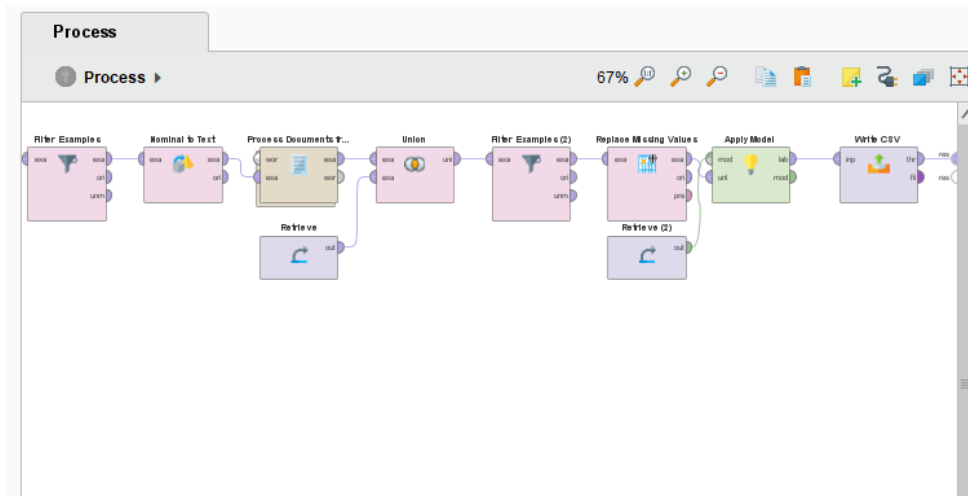 Process
Process
67%
Filter Examples
Nominal to Text
Process Documents fr...
Union
Filter Examples (2)
Replace Missing Values
Apply Model
Write CSV
exa exa exa exa wor exa exa uni exa exa exa exa mod lab inp thr res
ori ori exa wor exa ori ori unl mod fil res
unm unm pre
Retrieve
Retrieve (2)
out out